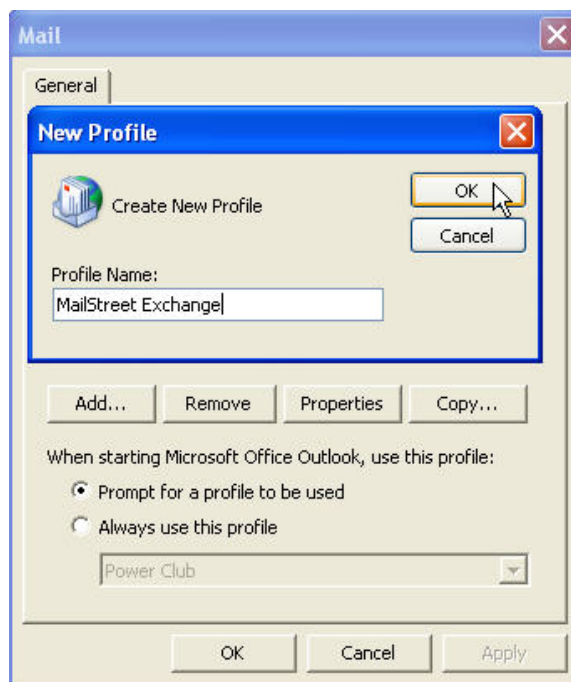 Mail
General
New Profile
Create New Profile
OK
Cancel
Profile Name:
MailStreet Exchange
Add... Remove Properties Copy...
When starting Microsoft Office Outlook, use this profile:
Prompt for a profile to be used
Always use this profile
Power Club
OK Cancel Apply